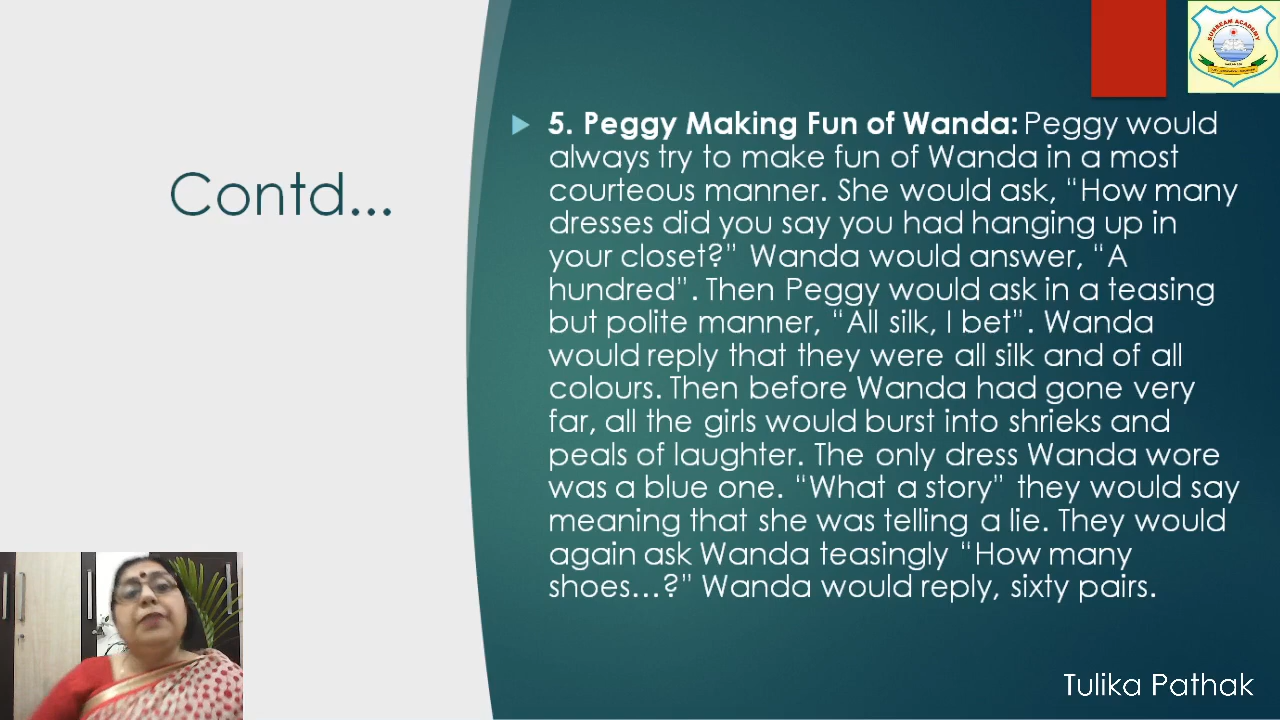 Contd...
SUNBEAM ACADEMY
5. Peggy Making Fun of Wanda: Peggy would
always try to make fun of Wanda in a most
courteous manner. She would ask, “How many
dresses did you say you had hanging up in
your closet?” Wanda would answer, “A
hundred”. Then Peggy would ask in a teasing
but polite manner, “All silk, I bet”. Wanda
would reply that they were all silk and of all
colours. Then before Wanda had gone very
far, all the girls would burst into shrieks and
peals of laughter. The only dress Wanda wore
was a blue one. “What a story” they would say
meaning that she was telling a lie. They would
again ask Wanda teasingly “How many
shoes...?” Wanda would reply, sixty pairs.
Tulika Pathak